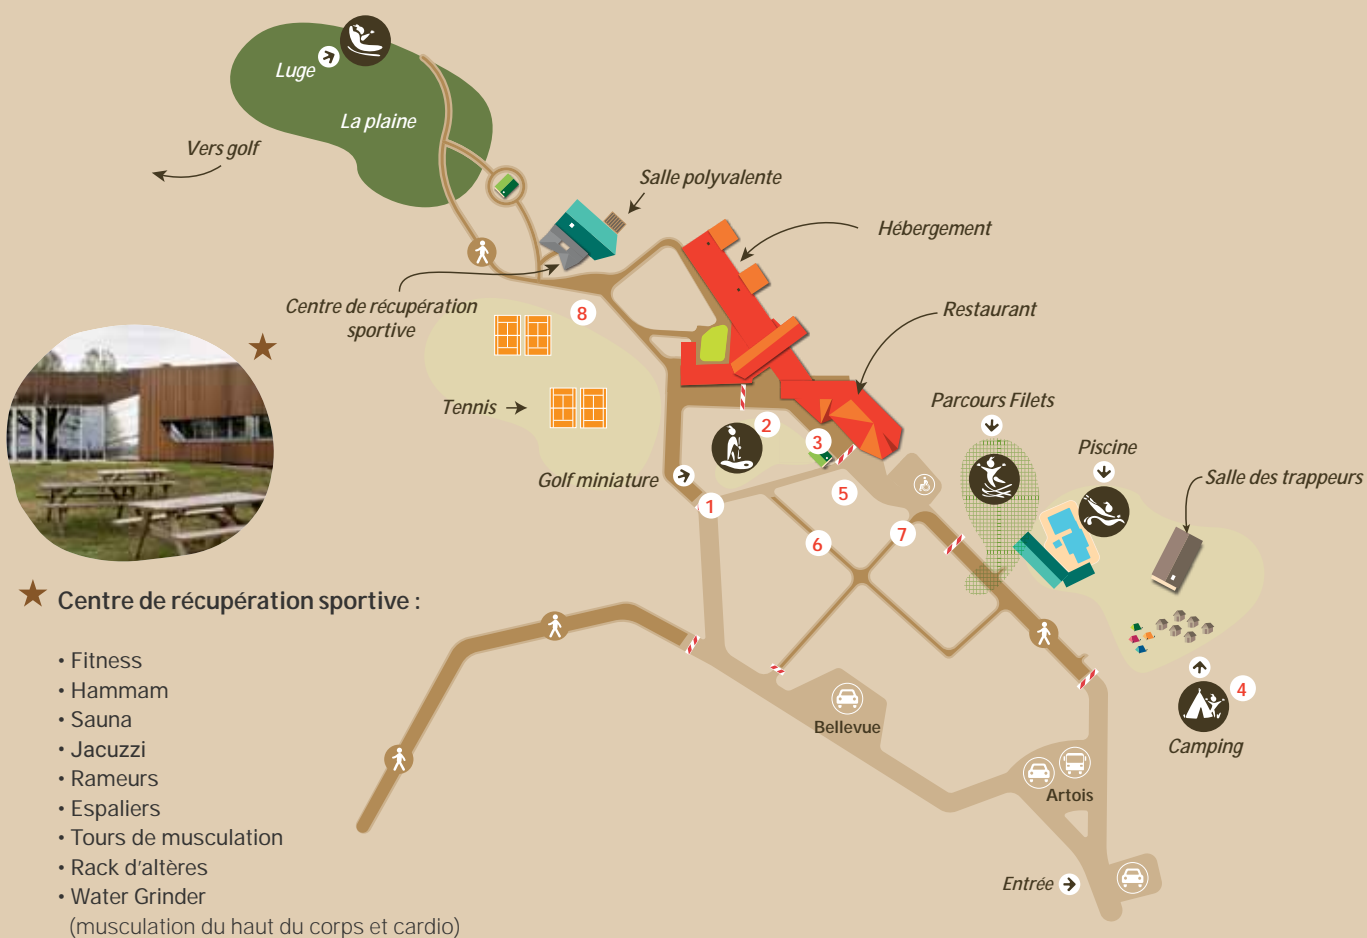 Luge
La plaine
Vers golf
Salle polyvalente
Hébergement
Centre de récupération
sportive
8
Restaurant
Tennis
2
3
Parcours Filets
Piscine
Golf miniature
Salle des trappeurs
1
5
6
7
Centre de récupération sportive :
• Fitness
• Hammam
• Sauna
• Jacuzzi
• Rameurs
• Espaliers
• Tours de musculation
• Rack d'altères
• Water Grinder
(musculation du haut du corps et cardio)
4
Bellevue
Camping
Artois
Entrée